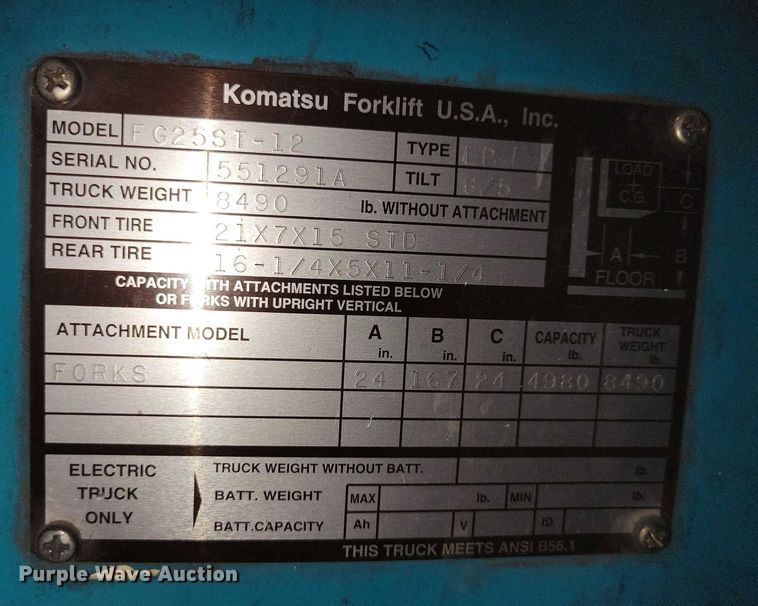 Komatsu Forklift U.S.A., Inc.
MODEL FG25ST-12 TYPE
SERIAL NO. 551291A TILT 6/5
TRUCK WEIGHT 8490 lb. WITHOUT ATTACHMENT
FRONT TIRE 21X7X15 STD
REAR TIRE 16-1/4X5X11-1/4
LOAD
+
C.G.
C
A B
FLOOR
CAPACITY WITH ATTACHMENTS LISTED BELOW
OR FORKS WITH UPRIGHT VERTICAL
ATTACHMENT MODEL A in. B in. C in. CAPACITY lb. TRUCK WEIGHT lb.
FORKS 24 167 24 4980 8490
ELECTRIC TRUCK ONLY
TRUCK WEIGHT WITHOUT BATT. lb.
BATT. WEIGHT MAX lb. MIN lb.
BATT.CAPACITY Ah V ID
THIS TRUCK MEETS ANSI B56.1
Purple Wave Auction